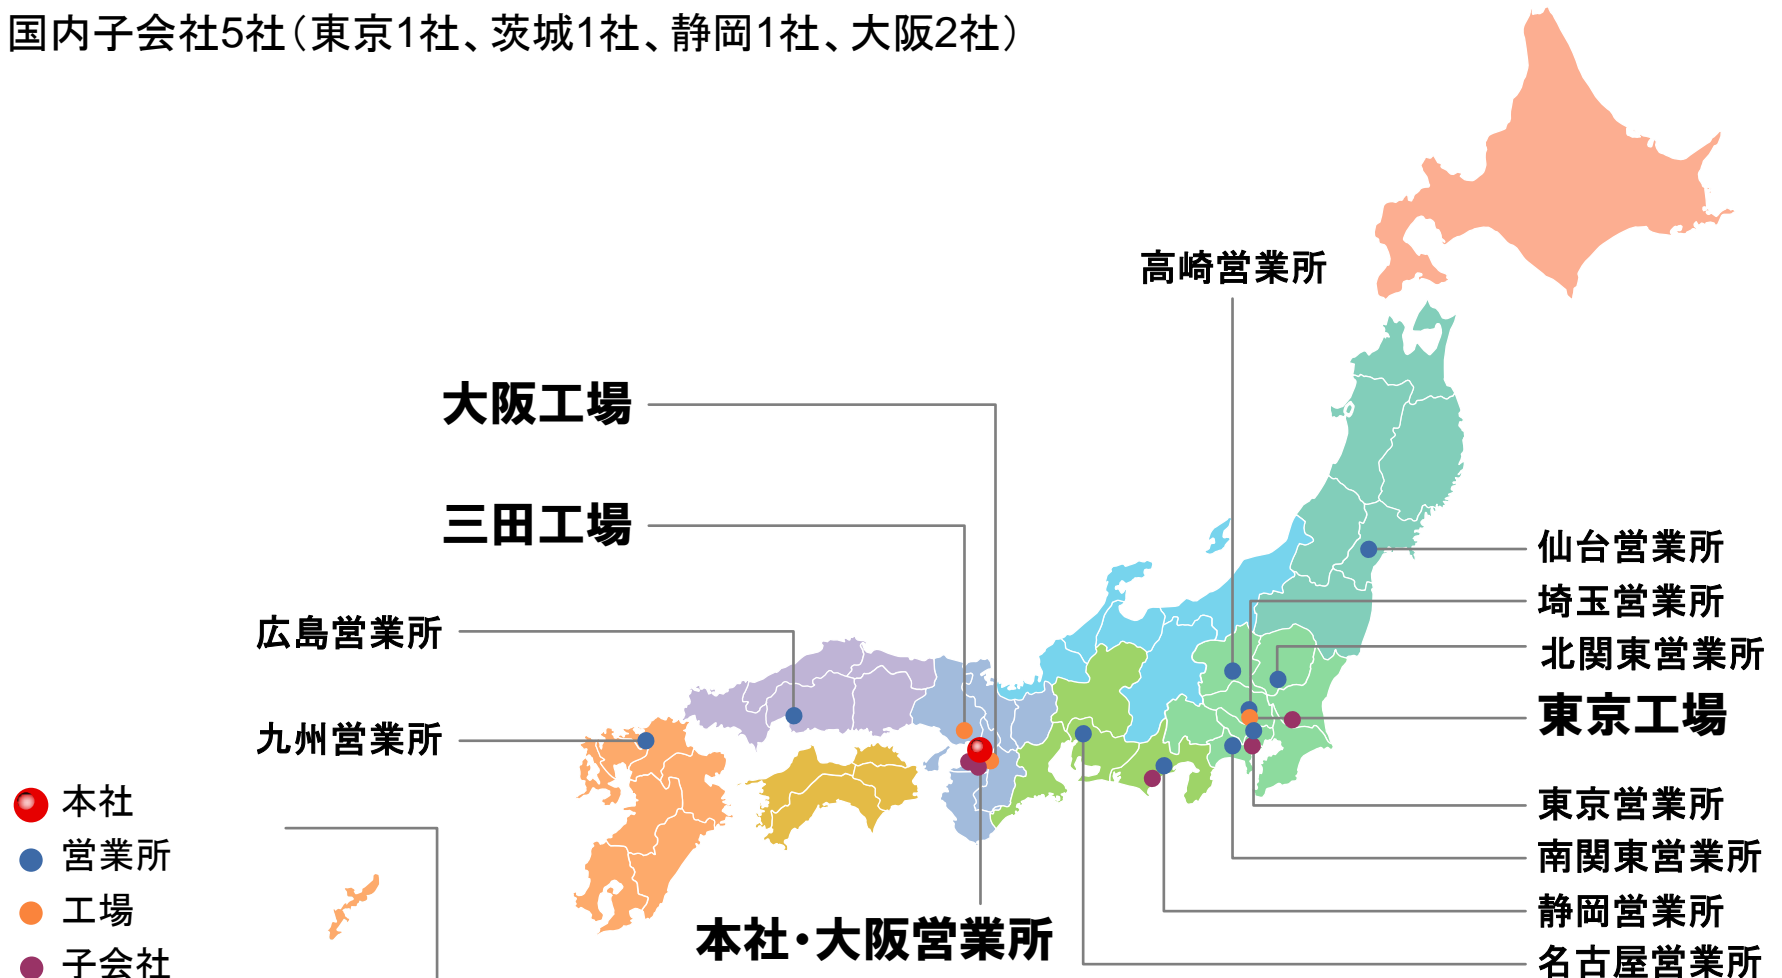 国内子会社5社（東京1社、茨城1社、静岡1社、大阪2社）
高崎営業所
大阪工場
三田工場
仙台営業所
埼玉営業所
広島営業所
北関東営業所
東京工場
九州営業所
本社
東京営業所
営業所
南関東営業所
工場
静岡営業所
本社・大阪営業所
子会社
名古屋営業所